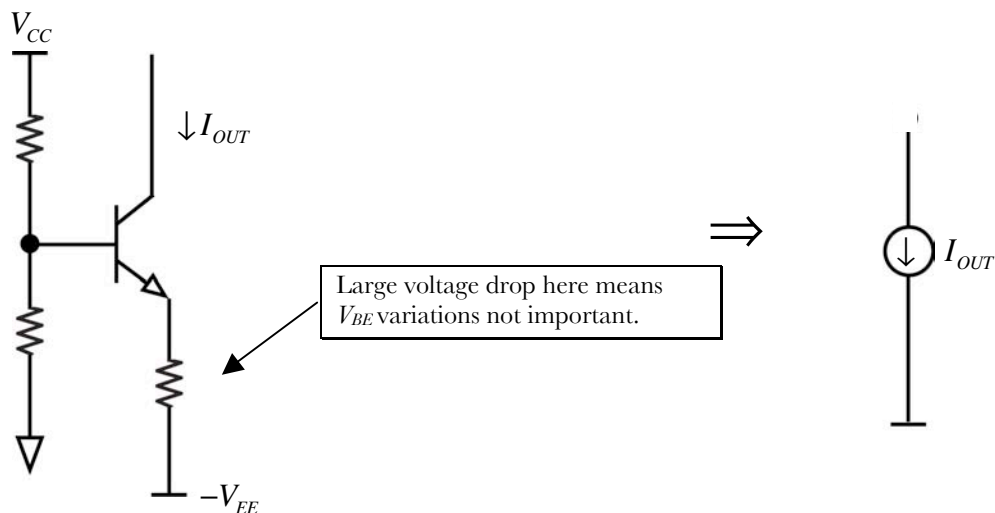 V_CC
↓ I_OUT
Large voltage drop here means
V_BE variations not important.
−V_EE
⇒
↓ I_OUT